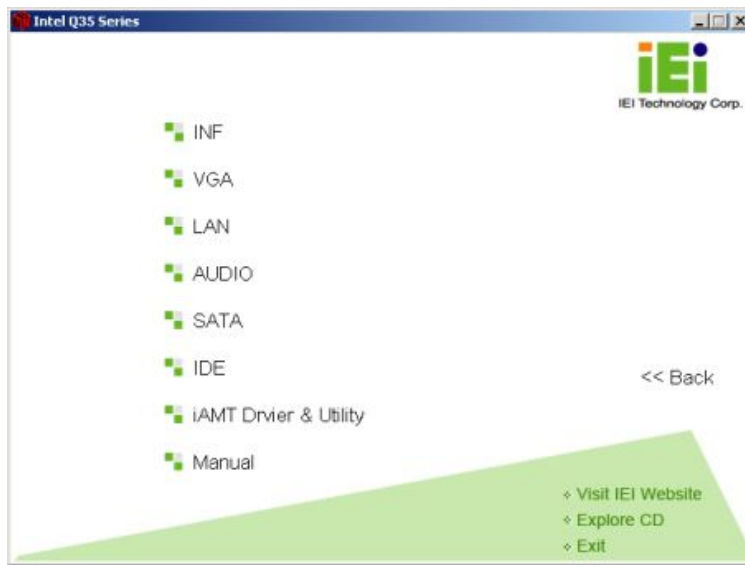 Intel Q35 Series
iEi
IEI Technology Corp.
INF
VGA
LAN
AUDIO
SATA
IDE
<< Back
iAMT Drvier & Utility
Manual
Visit IEI Website
Explore CD
Exit